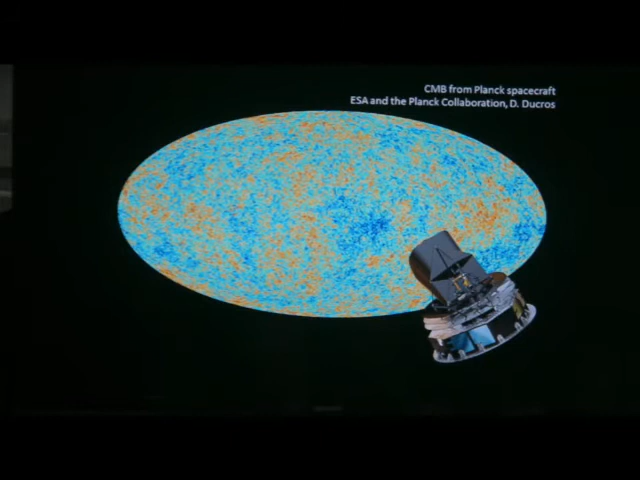 CMB from Planck spacecraft
ESA and the Planck Collaboration, D. Ducros